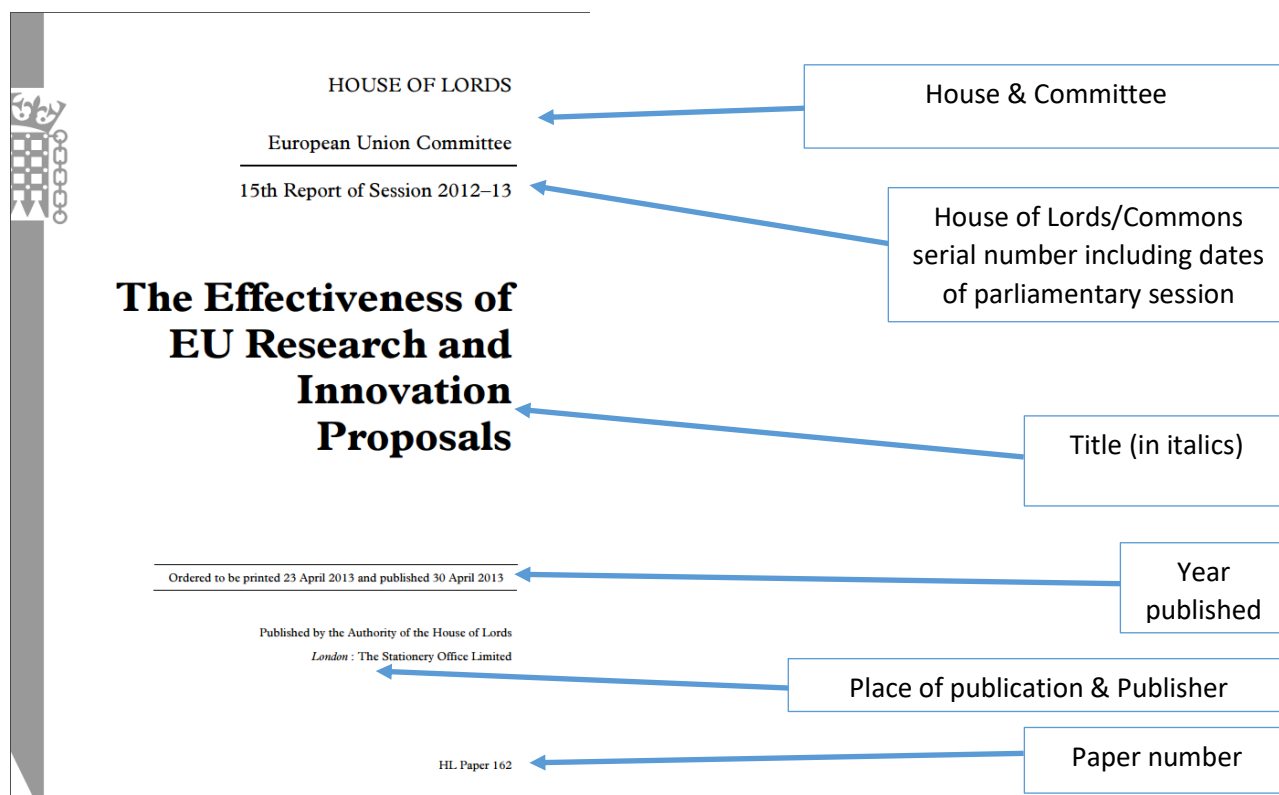 HOUSE OF LORDS
House & Committee
European Union Committee
15th Report of Session 2012–13
House of Lords/Commons
serial number including dates
of parliamentary session
The Effectiveness of
EU Research and
Innovation
Proposals
Title (in italics)
Ordered to be printed 23 April 2013 and published 30 April 2013
Year
published
Published by the Authority of the House of Lords
London : The Stationery Office Limited
Place of publication & Publisher
HL Paper 162
Paper number